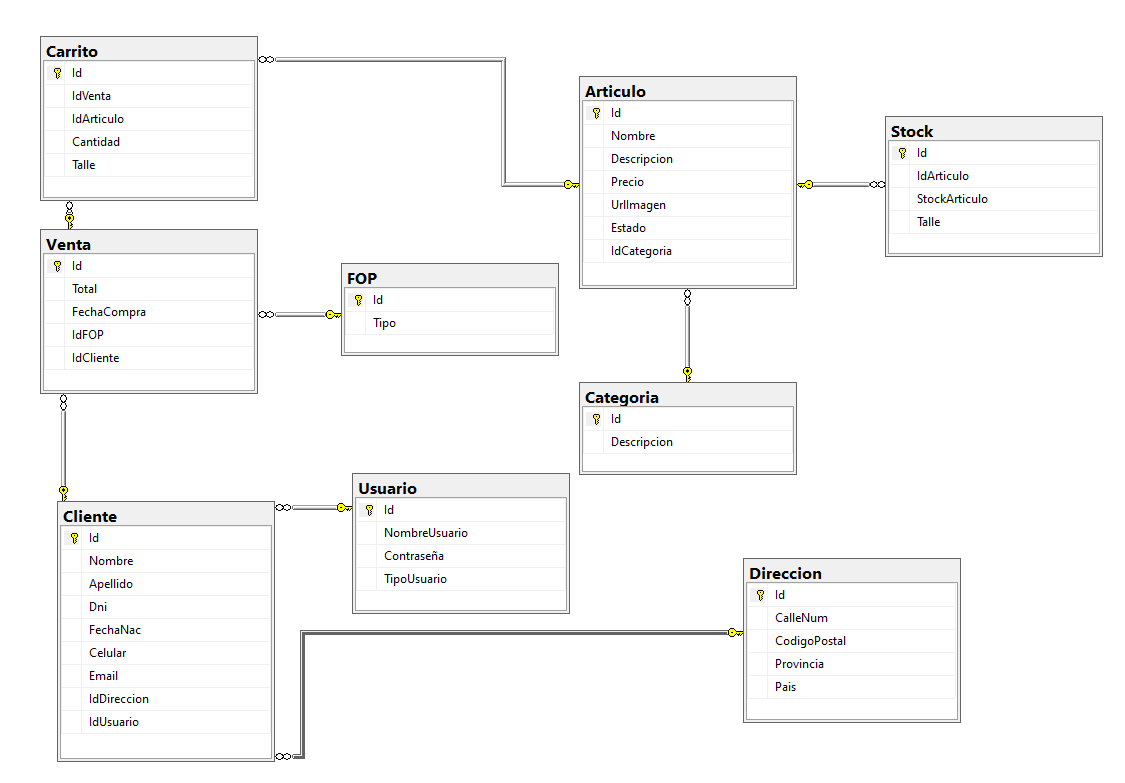 Carrito
Id
IdVenta
IdArticulo
Cantidad
Talle
Articulo
Id
Nombre
Descripcion
Precio
UrlImagen
Estado
IdCategoria
Stock
Id
IdArticulo
StockArticulo
Talle
Venta
Id
Total
FechaCompra
IdFOP
IdCliente
FOP
Id
Tipo
Categoria
Id
Descripcion
Usuario
Id
NombreUsuario
Contraseña
TipoUsuario
Cliente
Id
Nombre
Apellido
Dni
FechaNac
Celular
Email
IdDireccion
IdUsuario
Direccion
Id
CalleNum
CodigoPostal
Provincia
Pais